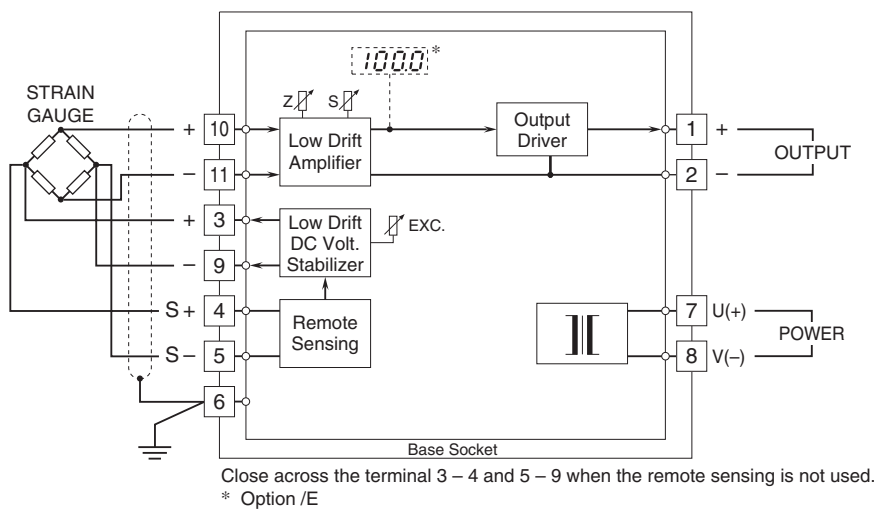 100.0 *
STRAIN
GAUGE
Z
S
+ 10
Low Drift
Amplifier
Output
Driver
1 +
OUTPUT
− 11
2 −
+ 3
Low Drift
DC Volt.
Stabilizer
EXC.
− 9
S+ 4
Remote
Sensing
7 U(+)
POWER
S− 5
8 V(−)
6
Base Socket
Close across the terminal 3 – 4 and 5 – 9 when the remote sensing is not used.
* Option /E